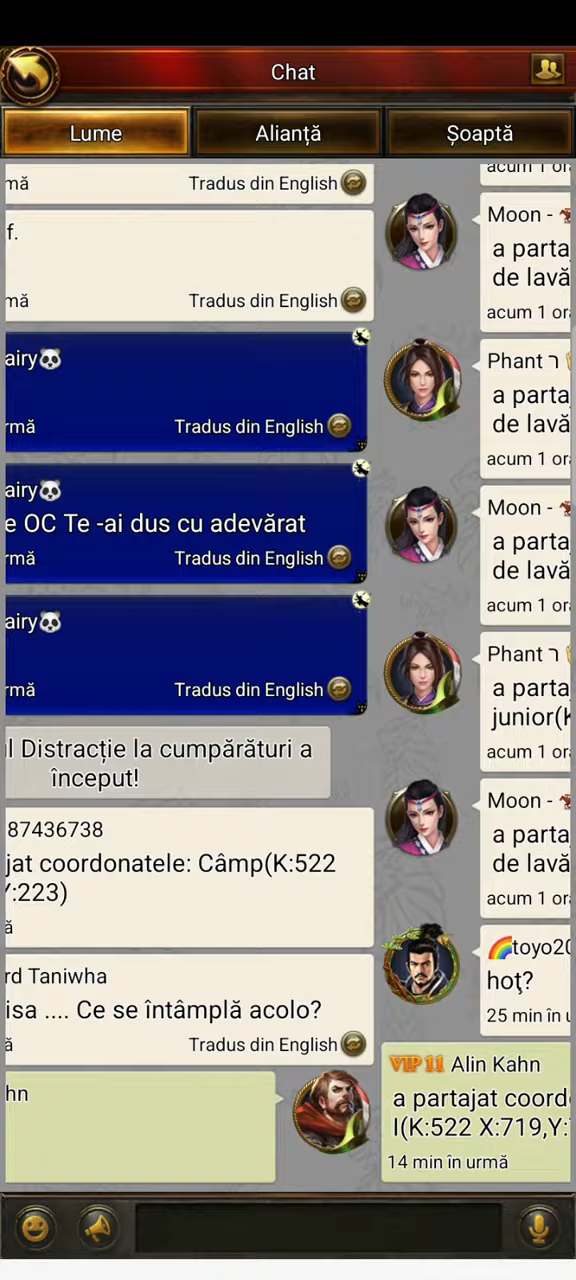 Chat
Lume
Alianță
Șoaptă
mă
Tradus din English
f.
mă
Tradus din English
airy🐼
rmă
Tradus din English
airy🐼
e OC Te -ai dus cu adevărat
rmă
Tradus din English
airy🐼
rmă
Tradus din English
l Distracție la cumpărături a
început!
87436738
jat coordonatele: Câmp(K:522
Y:223)
ă
rd Taniwha
isa .... Ce se întâmplă acolo?
ă
Tradus din English
hn
acum 1 or
Moon -
a parta
de lavă
acum 1 or
Phant ר
a parta
de lavă
acum 1 or
Moon -
a parta
de lavă
acum 1 or
Phant ר
a parta
junior(K
acum 1 or
Moon -
a parta
de lavă
acum 1 or
🌈toyo20
hoţ?
25 min în u
VIP 11 Alin Kahn
a partajat coord
I(K:522 X:719,Y:
14 min în urmă